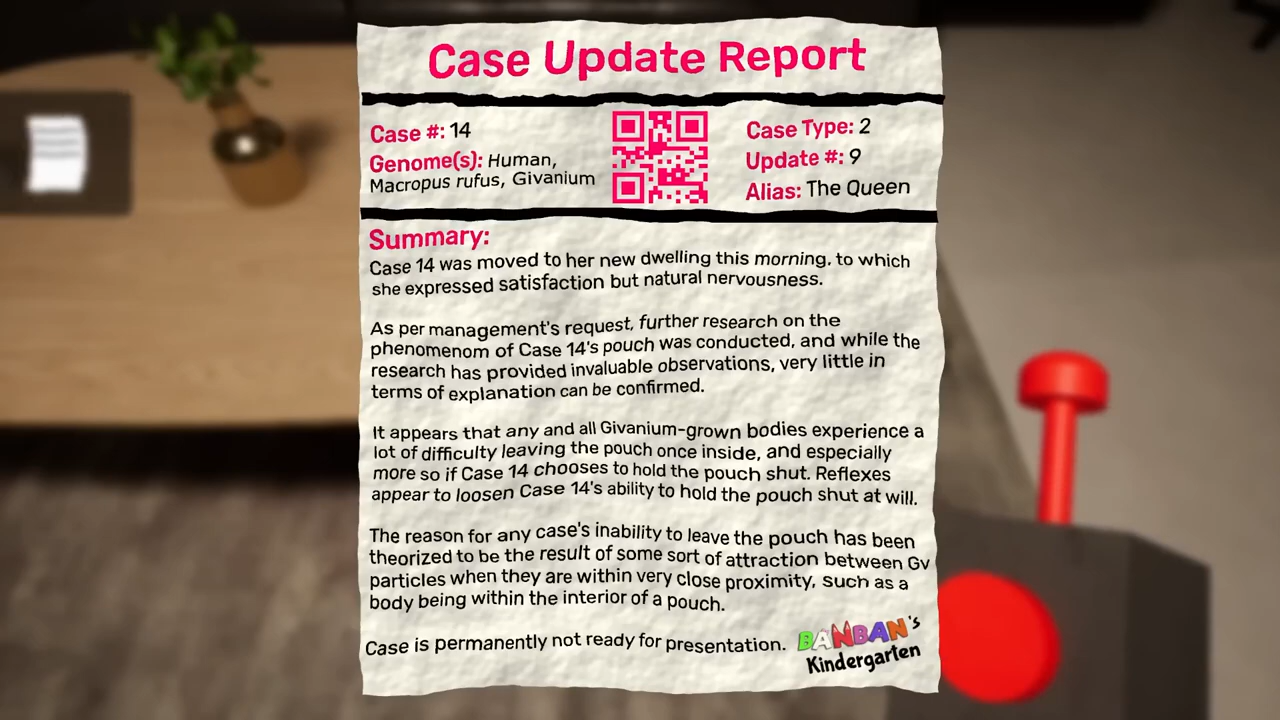 Case Update Report
Case #: 14
Genome(s): Human,
Macropus rufus, Givanium
Case Type: 2
Update #: 9
Alias: The Queen
Summary:
Case 14 was moved to her new dwelling this morning, to which
she expressed satisfaction but natural nervousness.
As per management's request, further research on the
phenomenom of Case 14's pouch was conducted, and while the
research has provided invaluable observations, very little in
terms of explanation can be confirmed.
It appears that any and all Givanium-grown bodies experience a
lot of difficulty leaving the pouch once inside, and especially
more so if Case 14 chooses to hold the pouch shut. Reflexes
appear to loosen Case 14's ability to hold the pouch shut at will.
The reason for any case's inability to leave the pouch has been
theorized to be the result of some sort of attraction between Gv
particles when they are within very close proximity, such as a
body being within the interior of a pouch.
Case is permanently not ready for presentation.
BANBAN's
Kindergarten